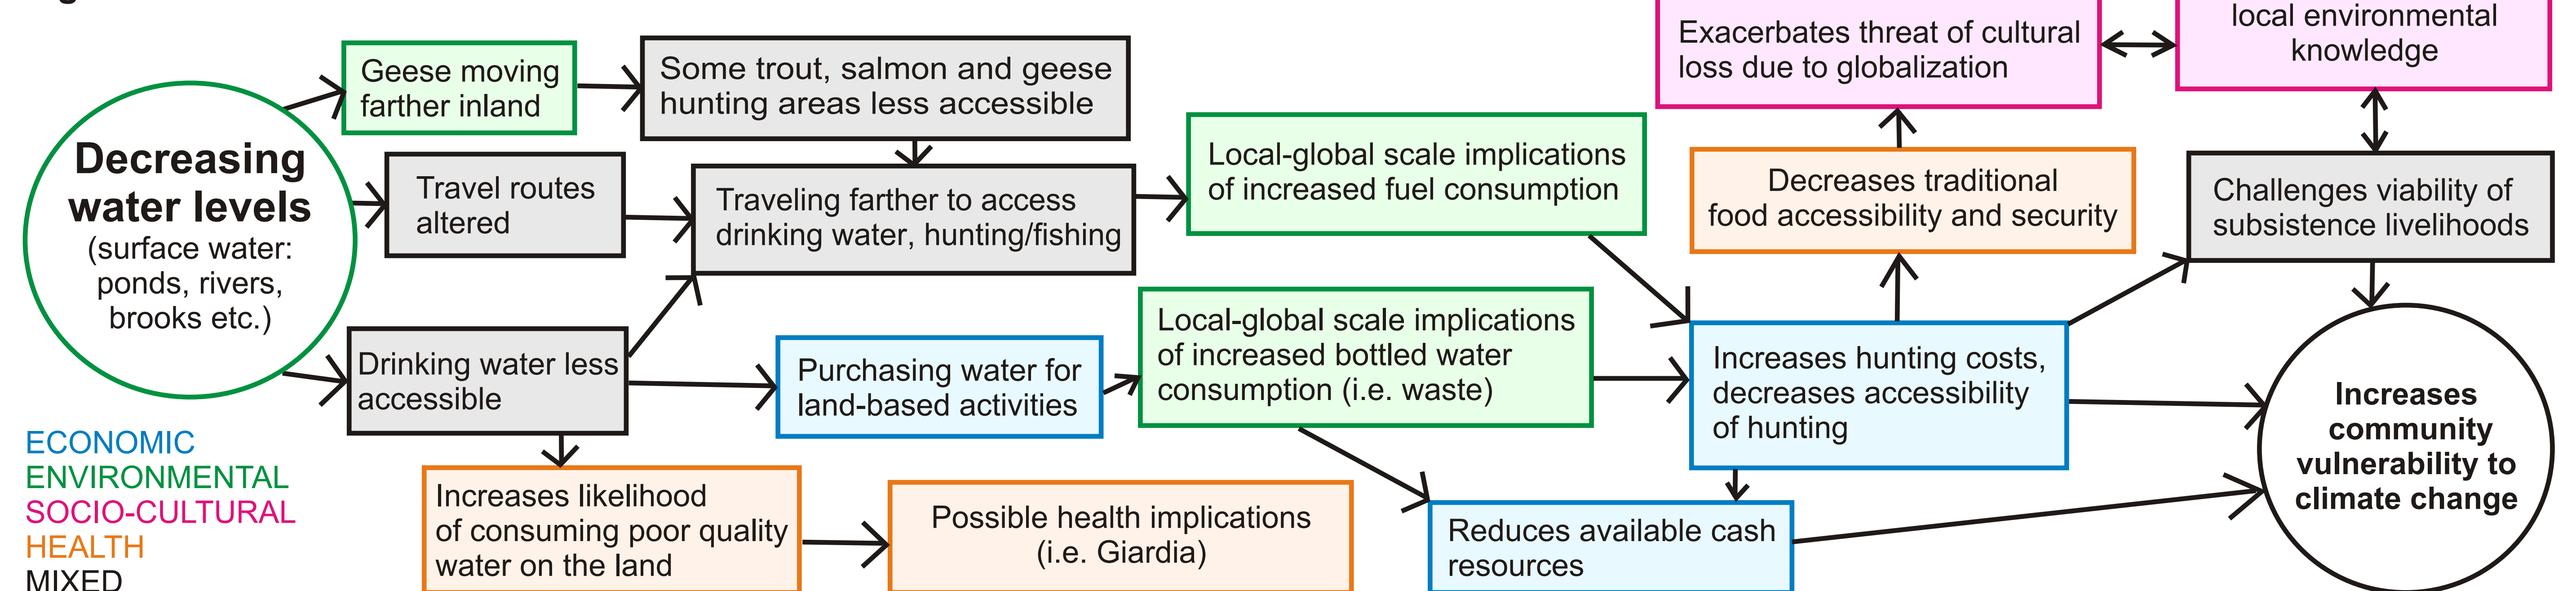 Decreasing
water levels
(surface water:
ponds, rivers,
brooks etc.)
Geese moving
farther inland
Some trout, salmon and geese
hunting areas less accessible
Travel routes
altered
Traveling farther to access
drinking water, hunting/fishing
Drinking water less
accessible
Purchasing water for
land-based activities
Increases likelihood
of consuming poor quality
water on the land
Possible health implications
(i.e. Giardia)
Local-global scale implications
of increased fuel consumption
Local-global scale implications
of increased bottled water
consumption (i.e. waste)
Exacerbates threat of cultural
loss due to globalization
local environmental
knowledge
Decreases traditional
food accessibility and security
Challenges viability of
subsistence livelihoods
Increases hunting costs,
decreases accessibility
of hunting
Reduces available cash
resources
Increases
community
vulnerability to
climate change
ECONOMIC
ENVIRONMENTAL
SOCIO-CULTURAL
HEALTH
MIXED